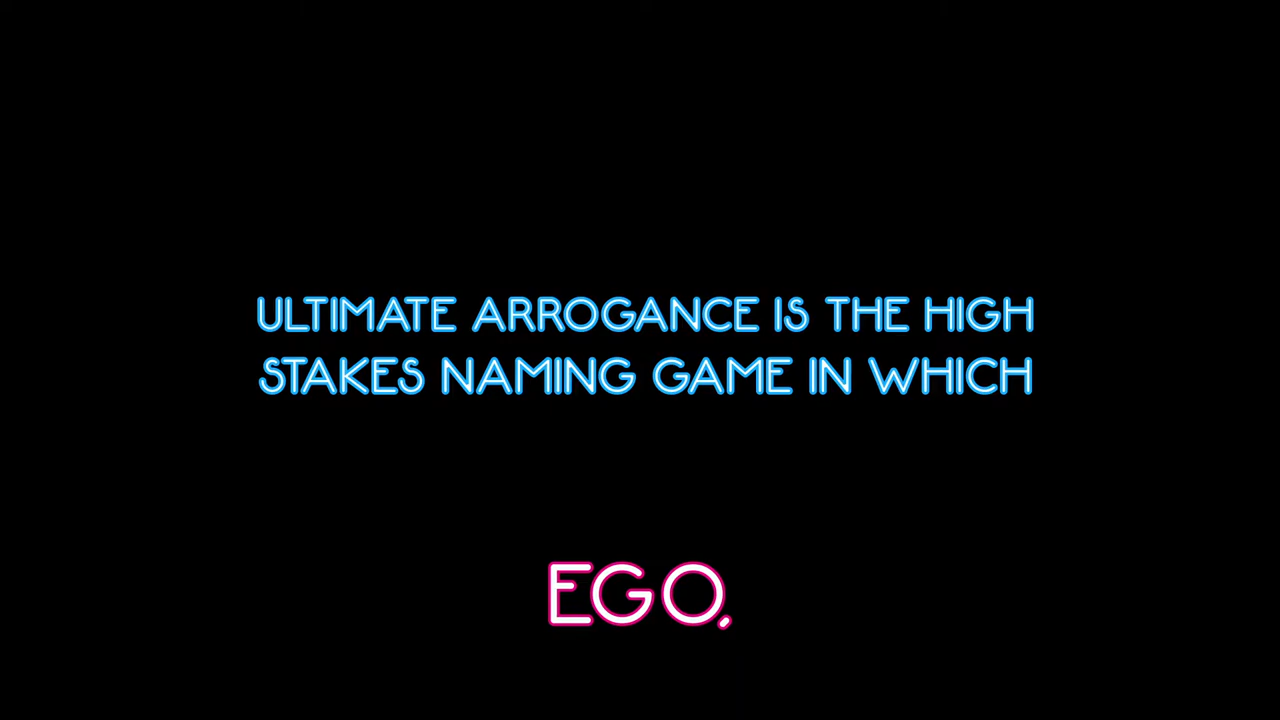 ULTIMATE ARROGANCE IS THE HIGH
STAKES NAMING GAME IN WHICH
EGO,